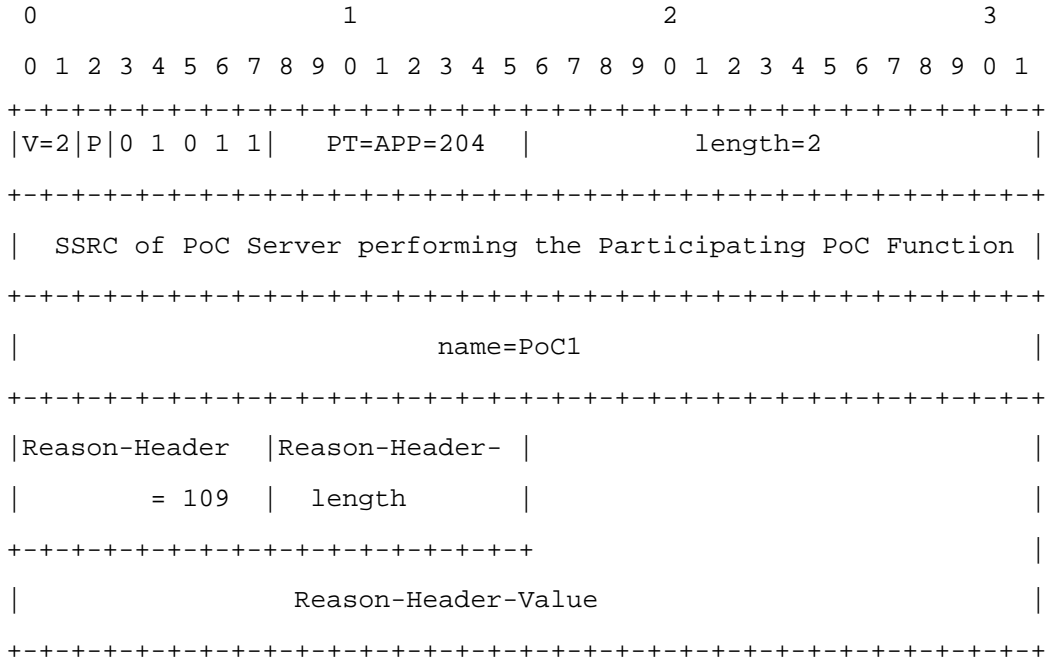 0                   1                   2                   3
0 1 2 3 4 5 6 7 8 9 0 1 2 3 4 5 6 7 8 9 0 1 2 3 4 5 6 7 8 9 0 1
+-+-+-+-+-+-+-+-+-+-+-+-+-+-+-+-+-+-+-+-+-+-+-+-+-+-+-+-+-+-+-+-+
|V=2|P|0 1 0 1 1|   PT=APP=204  |          length=2             |
+-+-+-+-+-+-+-+-+-+-+-+-+-+-+-+-+-+-+-+-+-+-+-+-+-+-+-+-+-+-+-+-+
|  SSRC of PoC Server performing the Participating PoC Function |
+-+-+-+-+-+-+-+-+-+-+-+-+-+-+-+-+-+-+-+-+-+-+-+-+-+-+-+-+-+-+-+-+
|                          name=PoC1                            |
+-+-+-+-+-+-+-+-+-+-+-+-+-+-+-+-+-+-+-+-+-+-+-+-+-+-+-+-+-+-+-+-+
|Reason-Header  |Reason-Header- |                               |
|        = 109  |  length       |                               |
+-+-+-+-+-+-+-+-+-+-+-+-+-+-+-+-+                               |
|                 Reason-Header-Value                           |
+-+-+-+-+-+-+-+-+-+-+-+-+-+-+-+-+-+-+-+-+-+-+-+-+-+-+-+-+-+-+-+-+